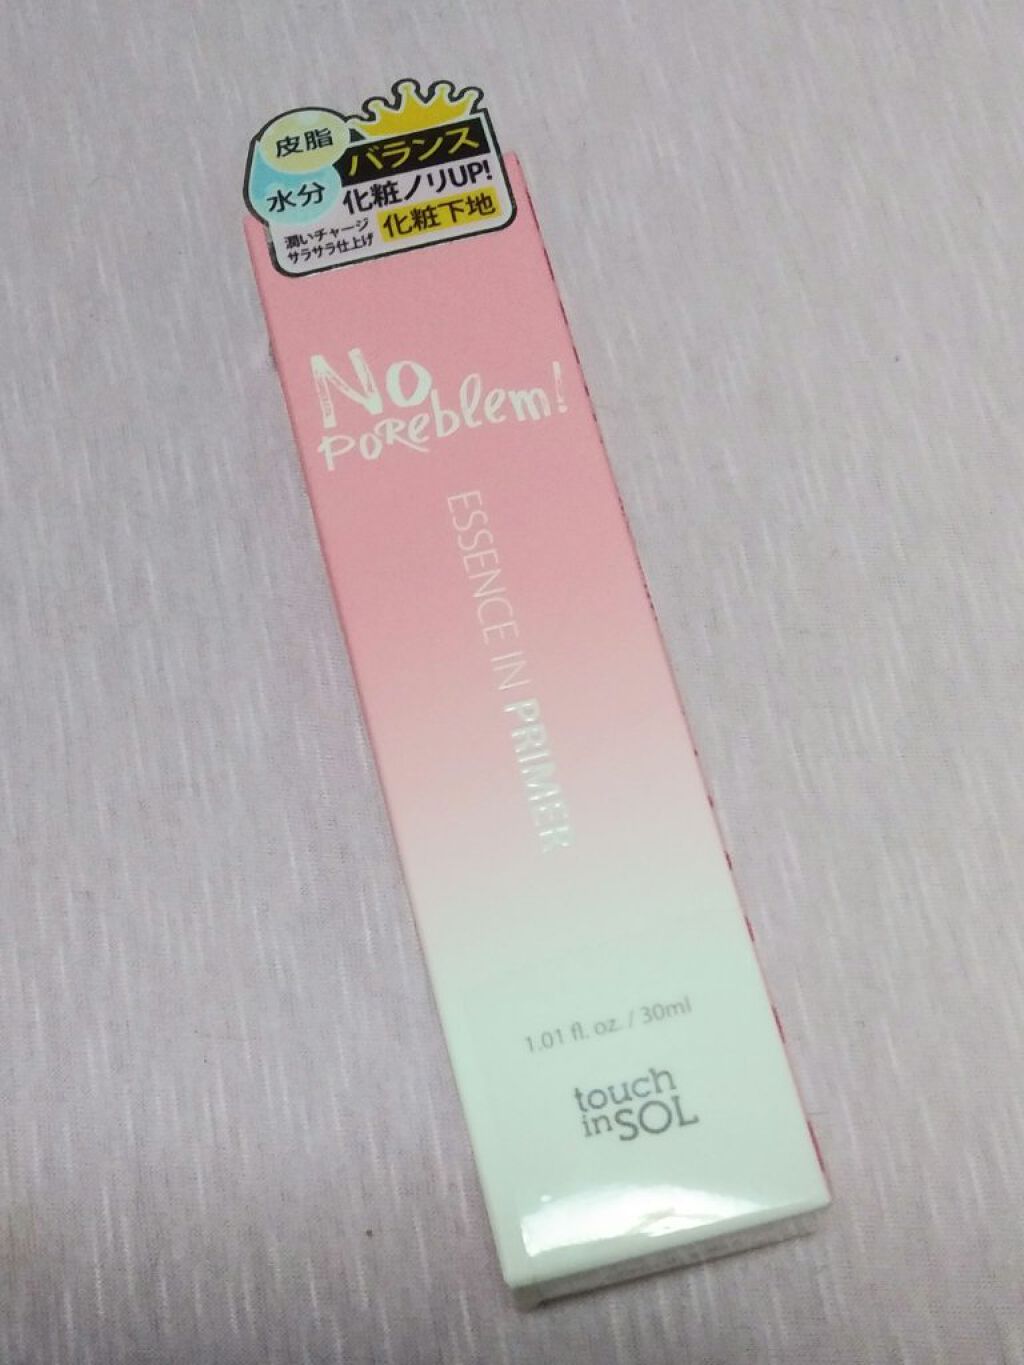 皮脂
水分
バランス
化粧ノリUP!
潤いチャージ
サラサラ仕上げ
化粧下地
No
POReblem!
ESSENCE IN PRIMER
1.01 fl. oz. / 30ml
touch
inSOL